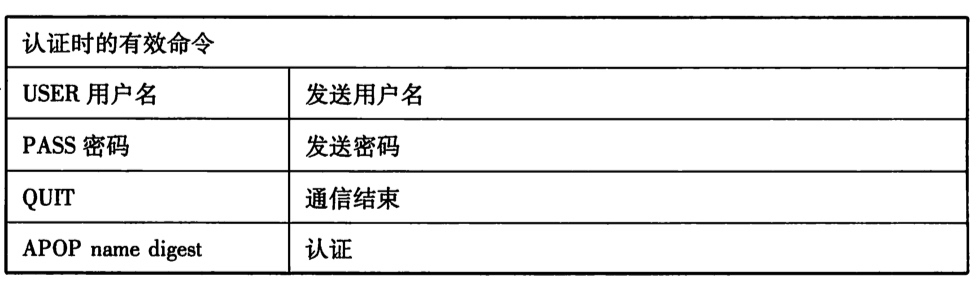 认证时的有效命令
USER 用户名 发送用户名
PASS 密码 发送密码
QUIT 通信结束
APOP name digest 认证